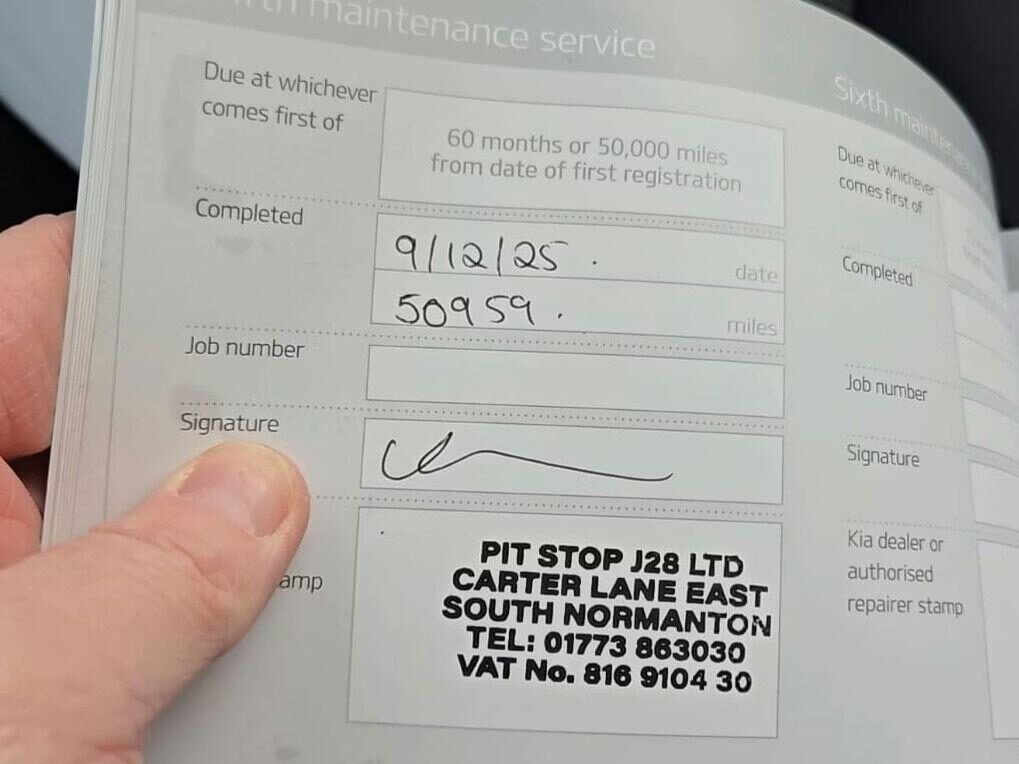 maintenance service
Due at whichever
comes first of
60 months or 50,000 miles
from date of first registration
Completed
9/12/25 .
date
50959 .
miles
Job number
Signature
PIT STOP J28 LTD
CARTER LANE EAST
SOUTH NORMANTON
TEL: 01773 863030
VAT No. 816 9104 30
amp
Sixth mainten
Due at whichever
comes first of
Completed
Job number
Signature
Kia dealer or
authorised
repairer stamp